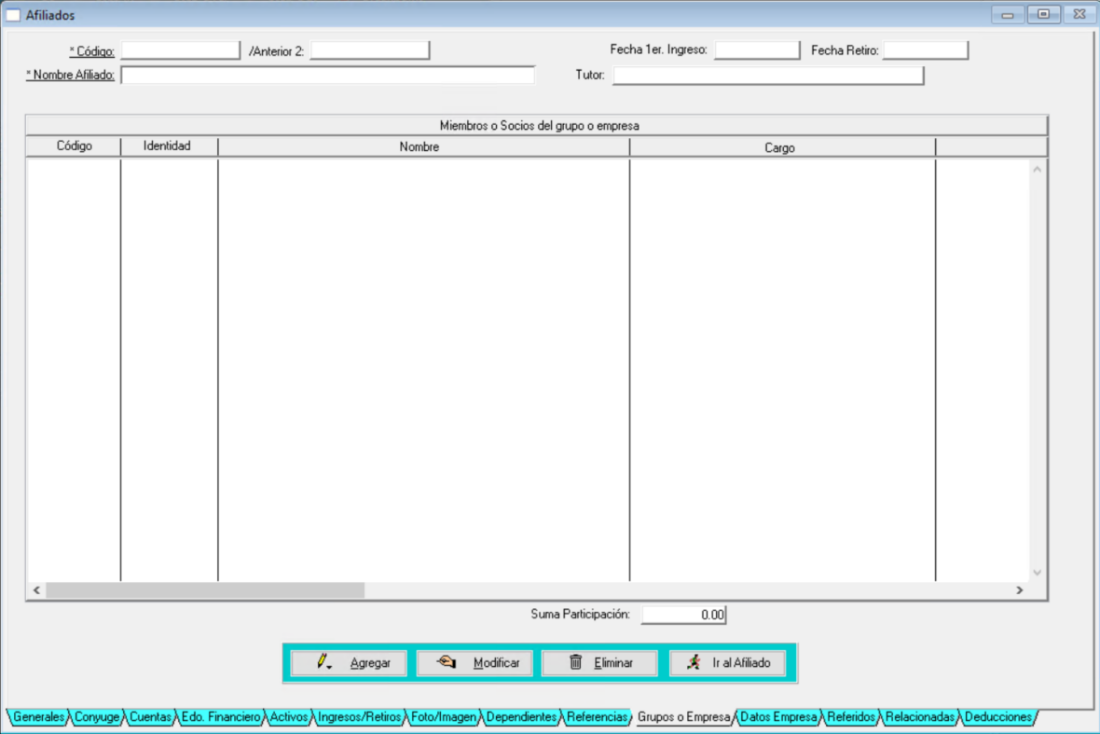 Afiliados
* Código: /Anterior 2: Fecha 1er. Ingreso: Fecha Retiro:
* Nombre Afiliado: Tutor:
Miembros o Socios del grupo o empresa
Código Identidad Nombre Cargo
Suma Participación: 0.00
Agregar Modificar Eliminar Ir al Afiliado
Generales Conyuge Cuentas Edo. Financiero Activos Ingresos/Retiros Foto/Imagen Dependientes Referencias Grupos o Empresa Datos Empresa Referidos Relacionadas Deducciones